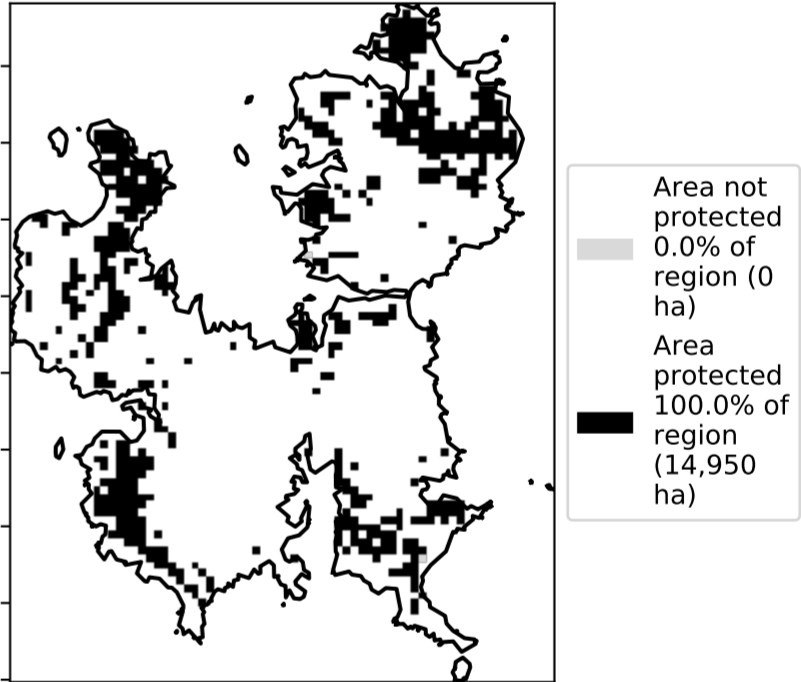 Area not
protected
0.0% of
region (0
ha)
Area
protected
100.0% of
region
(14,950
ha)